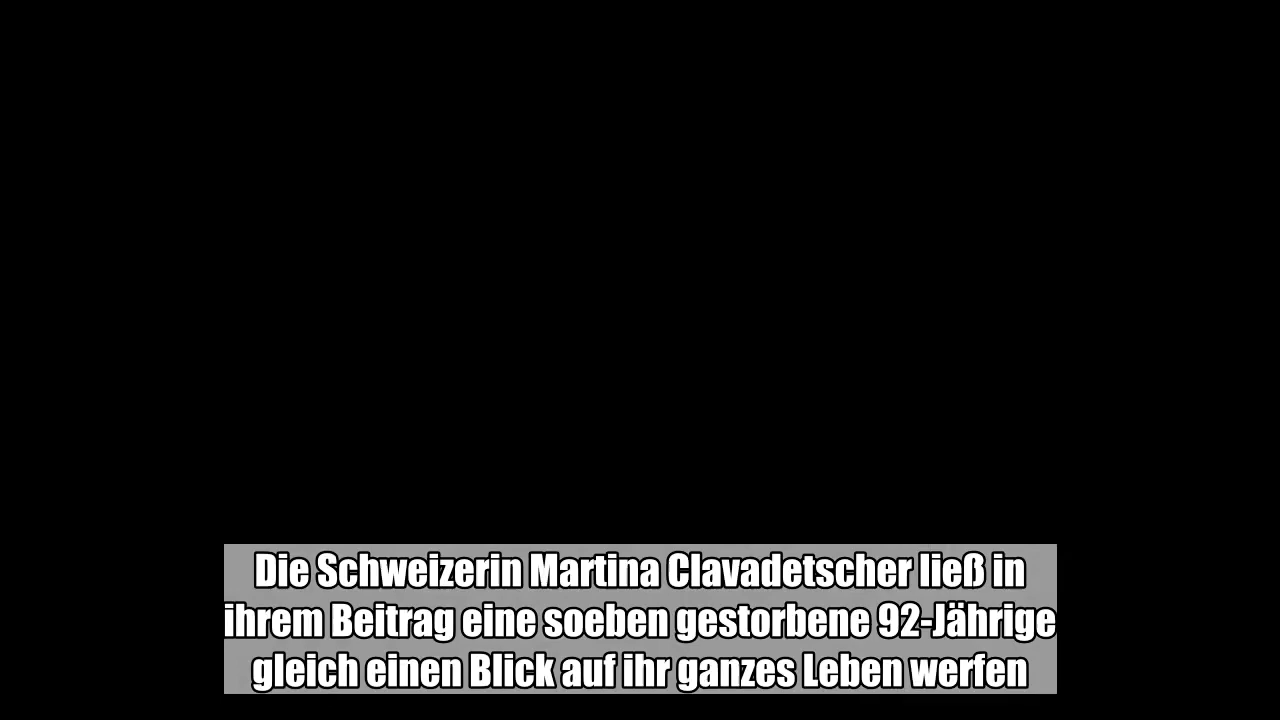 Die Schweizerin Martina Clavadetscher ließ in
ihrem Beitrag eine soeben gestorbene 92-Jährige
gleich einen Blick auf ihr ganzes Leben werfen